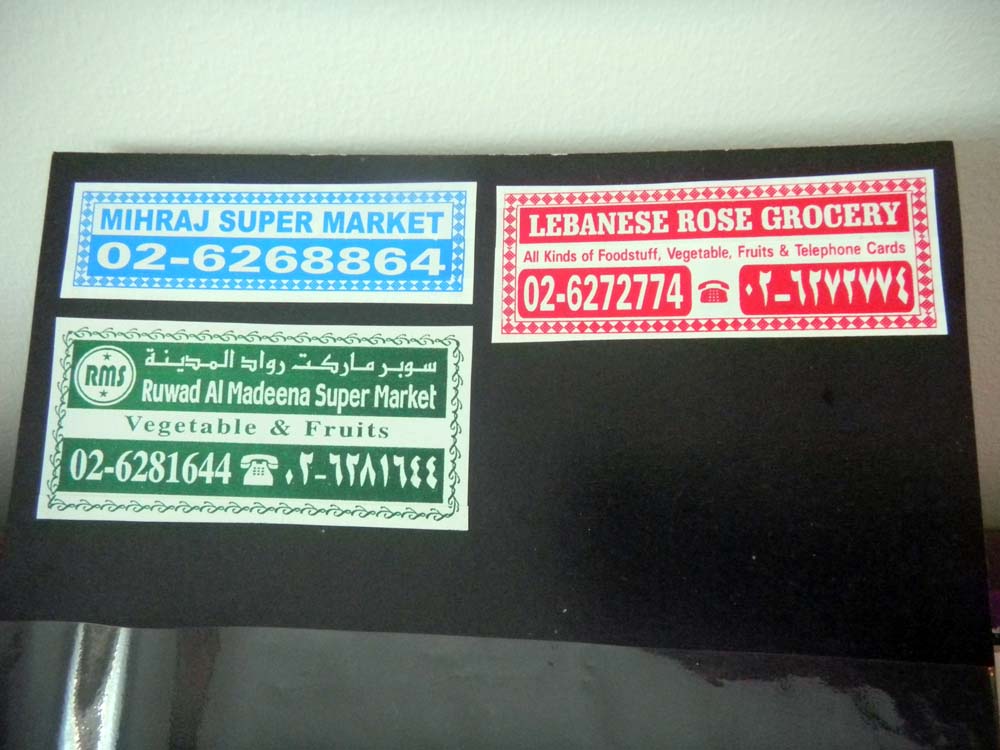 MIHRAJ SUPER MARKET
02-6268864
LEBANESE ROSE GROCERY
All Kinds of Foodstuff, Vegetable, Fruits & Telephone Cards
02-6272774 ٠٢-٦٢٧٢٧٧٤
RMS
سوبر ماركت رواد المدينة
Ruwad Al Madeena Super Market
Vegetable & Fruits
02-6281644 ٠٢-٦٢٨١٦٤٤